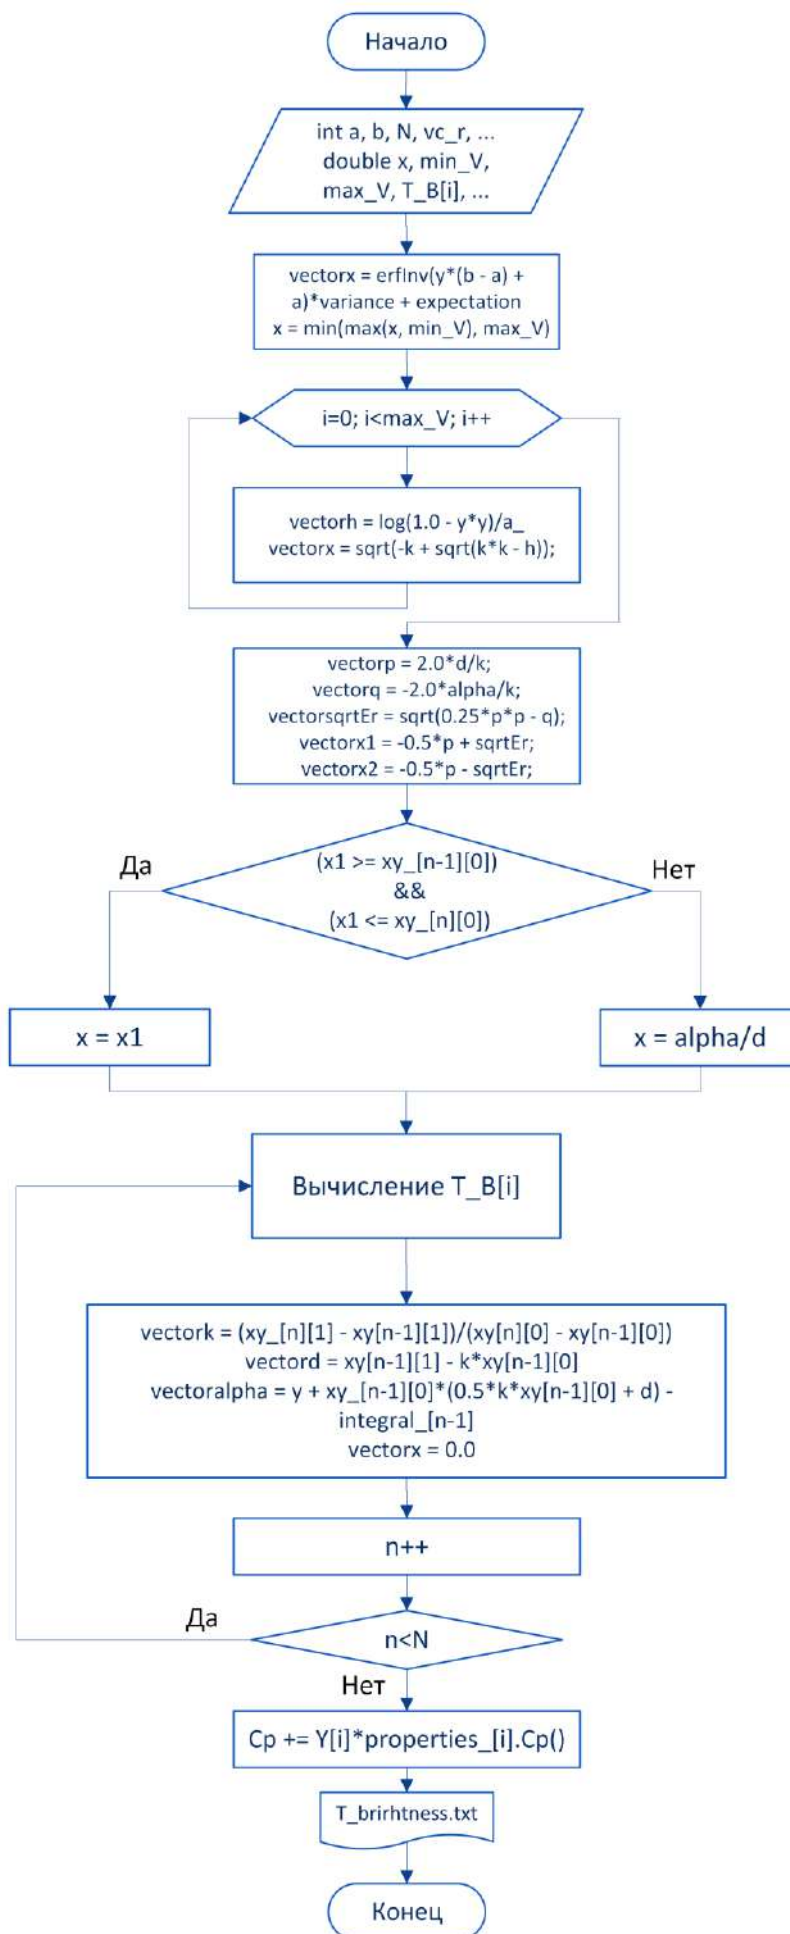 Начало
int a, b, N, vc_r, ...
double x, min_V,
max_V, T_B[i], ...
vectorx = erfInv(y*(b - a) +
a)*variance + expectation
x = min(max(x, min_V), max_V)
i=0; i<max_V; i++
vectorh = log(1.0 - y*y)/a_
vectorx = sqrt(-k + sqrt(k*k - h));
vectorp = 2.0*d/k;
vectorq = -2.0*alpha/k;
vectorsqrtEr = sqrt(0.25*p*p - q);
vectorx1 = -0.5*p + sqrtEr;
vectorx2 = -0.5*p - sqrtEr;
Да
(x1 >= xy_[n-1][0])
&&
(x1 <= xy_[n][0])
Нет
x = x1
x = alpha/d
Вычисление T_B[i]
vectork = (xy_[n][1] - xy[n-1][1])/(xy[n][0] - xy[n-1][0])
vectord = xy[n-1][1] - k*xy[n-1][0]
vectoralpha = y + xy_[n-1][0]*(0.5*k*xy[n-1][0] + d) -
integral_[n-1]
vectorx = 0.0
n++
Да
n<N
Нет
Cp += Y[i]*properties_[i].Cp()
T_brirhtness.txt
Конец